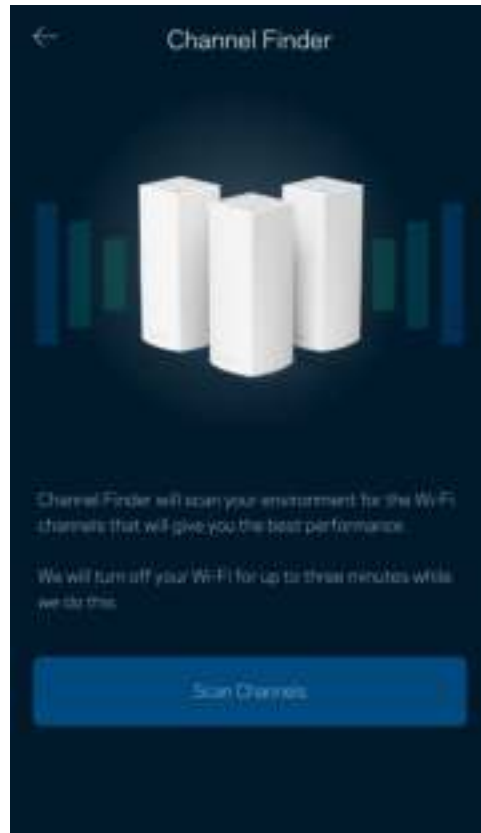 Channel Finder
Channel Finder will scan your environment for the Wi-Fi
channels that will give you the best performance.
We will turn off your Wi-Fi for up to three minutes while
we do this.
Scan Channels